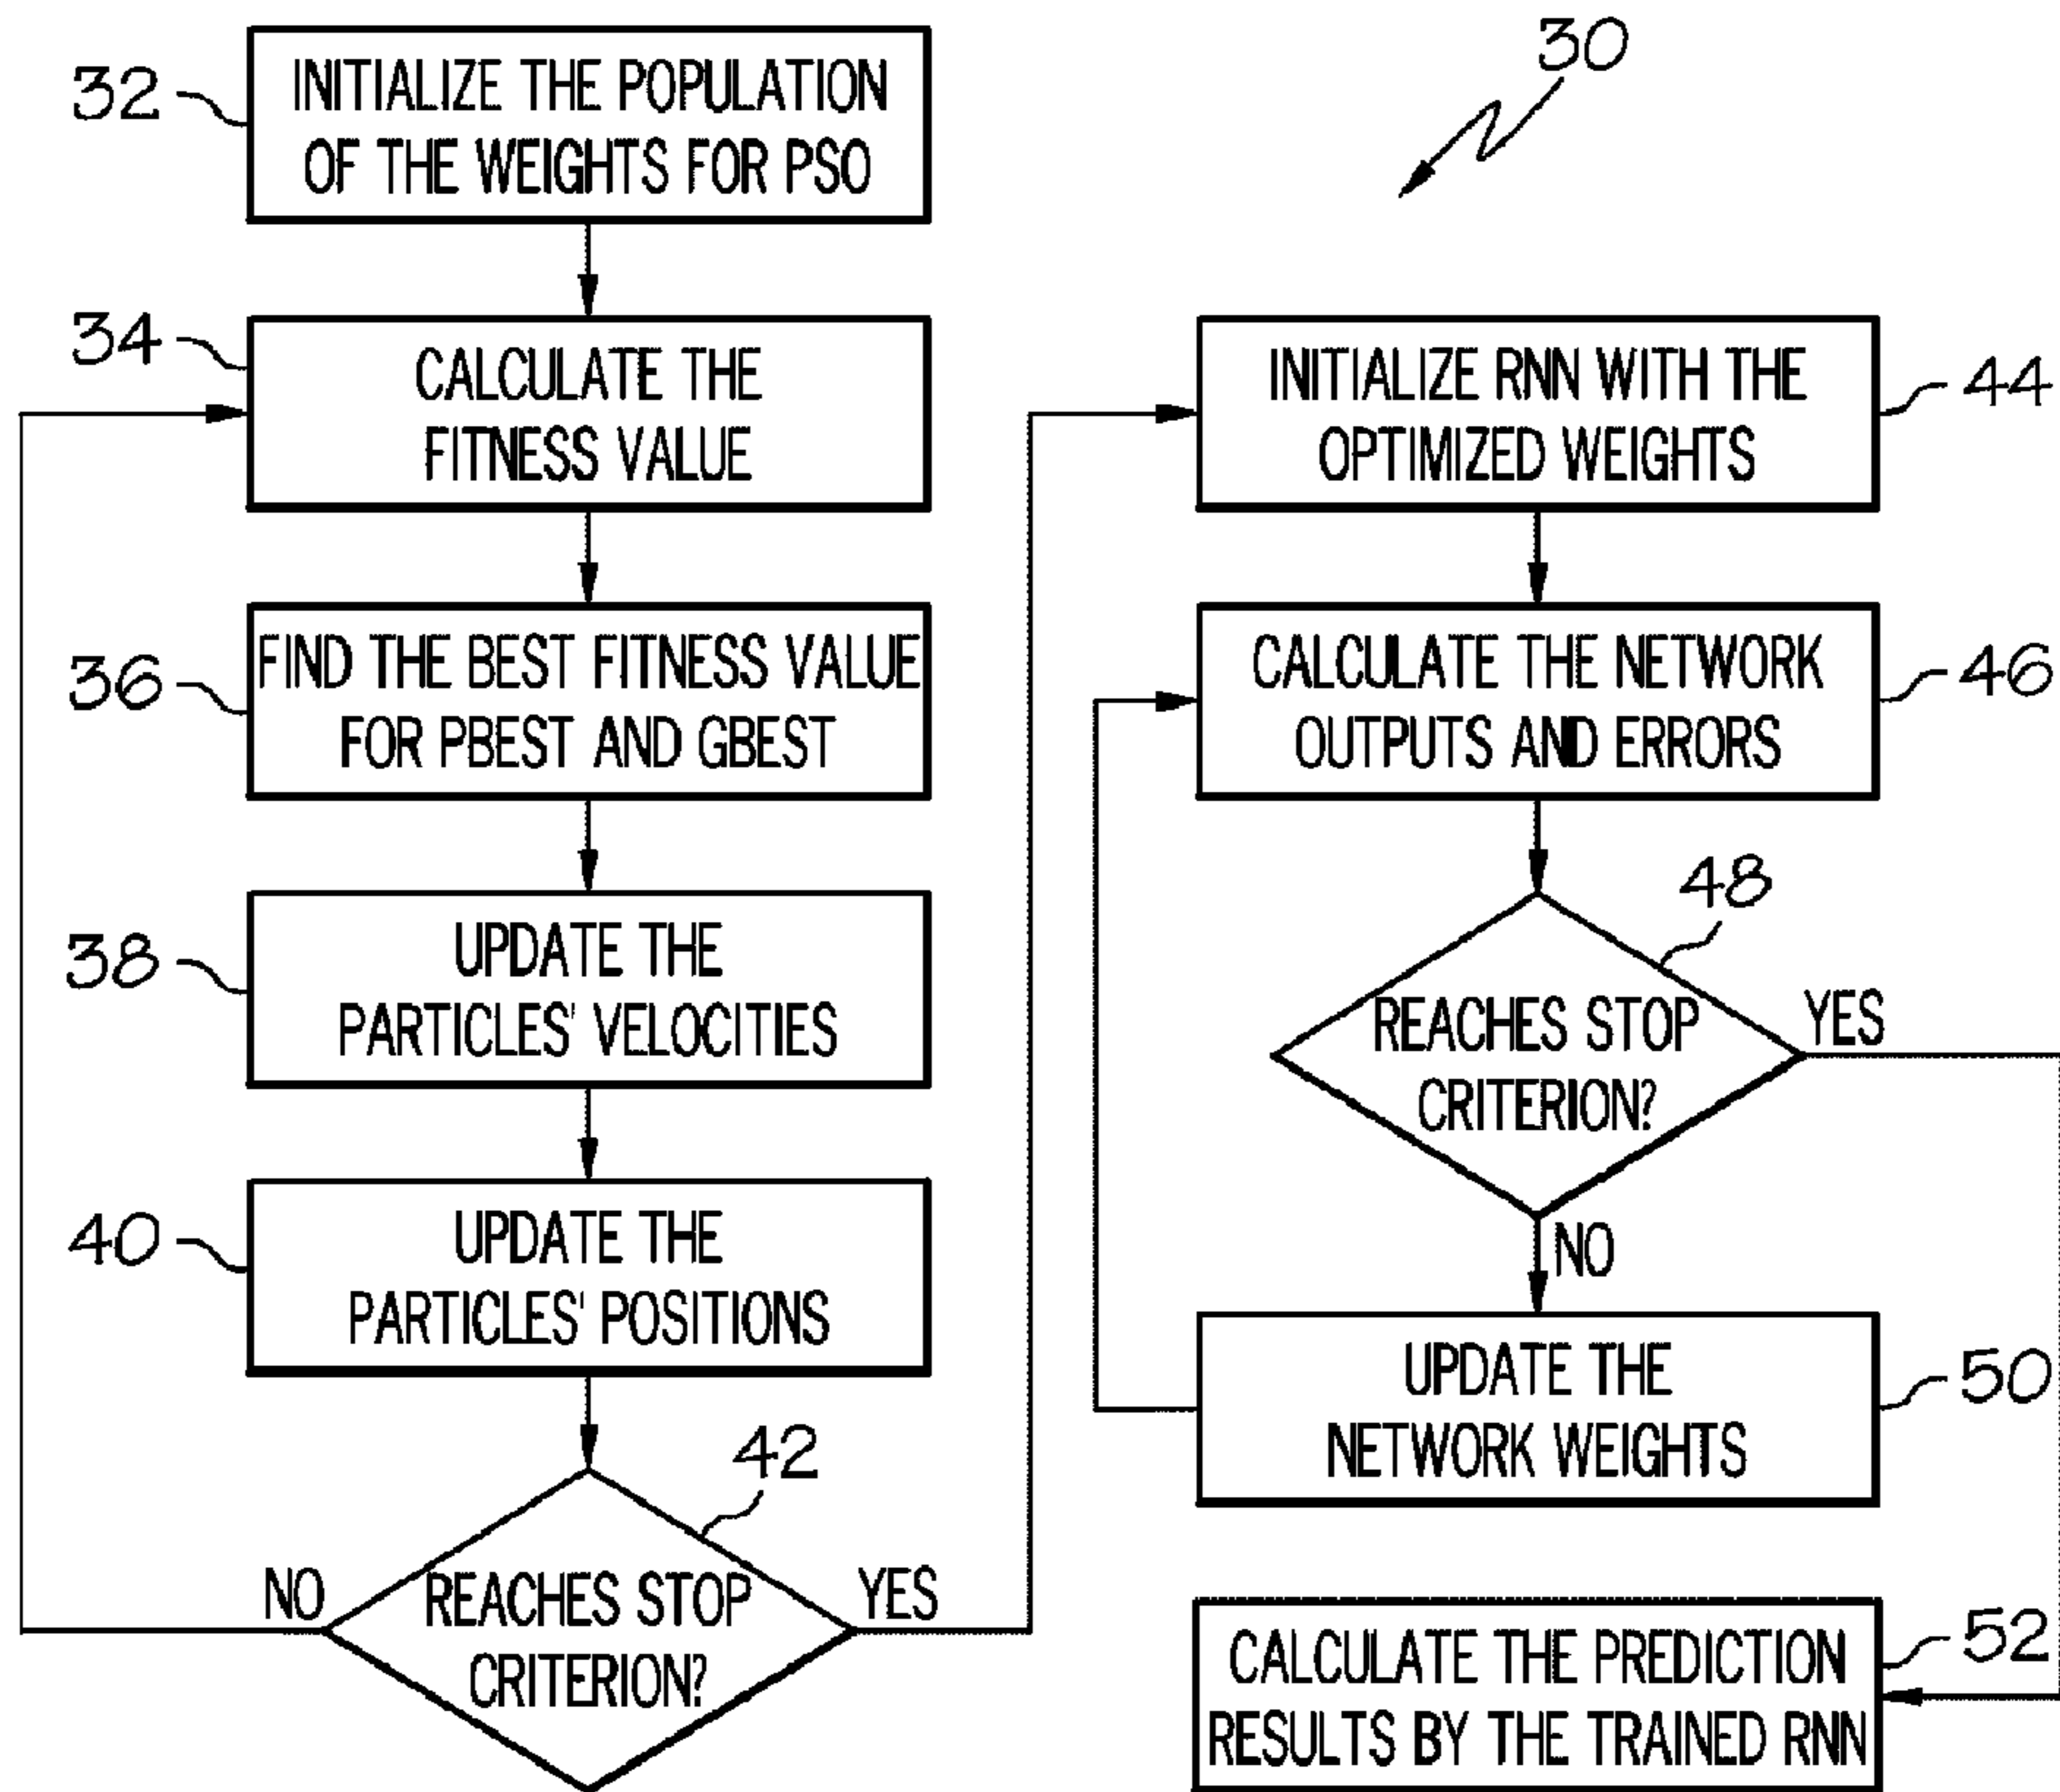 30
32
INITIALIZE THE POPULATION
OF THE WEIGHTS FOR PSO
34
CALCULATE THE
FITNESS VALUE
36
FIND THE BEST FITNESS VALUE
FOR PBEST AND GBEST
38
UPDATE THE
PARTICLES' VELOCITIES
40
UPDATE THE
PARTICLES' POSITIONS
42
REACHES STOP
CRITERION?
NO
YES
44
INITIALIZE RNN WITH THE
OPTIMIZED WEIGHTS
46
CALCULATE THE NETWORK
OUTPUTS AND ERRORS
48
REACHES STOP
CRITERION?
YES
NO
50
UPDATE THE
NETWORK WEIGHTS
52
CALCULATE THE PREDICTION
RESULTS BY THE TRAINED RNN